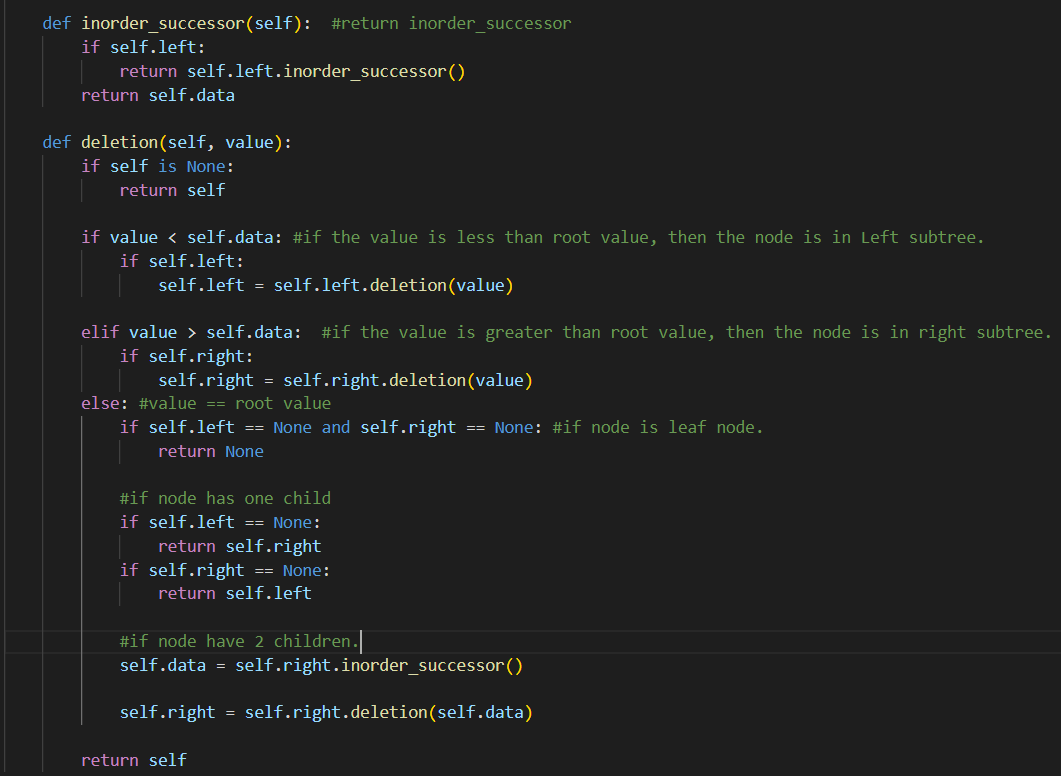 def inorder_successor(self):  #return inorder_successor
    if self.left:
        return self.left.inorder_successor()
    return self.data

def deletion(self, value):
    if self is None:
        return self

    if value < self.data: #if the value is less than root value, then the node is in Left subtree.
        if self.left:
            self.left = self.left.deletion(value)

    elif value > self.data:  #if the value is greater than root value, then the node is in right subtree.
        if self.right:
            self.right = self.right.deletion(value)
    else: #value == root value
        if self.left == None and self.right == None: #if node is leaf node.
            return None

        #if node has one child
        if self.left == None:
            return self.right
        if self.right == None:
            return self.left

        #if node have 2 children.
        self.data = self.right.inorder_successor()

        self.right = self.right.deletion(self.data)

    return self